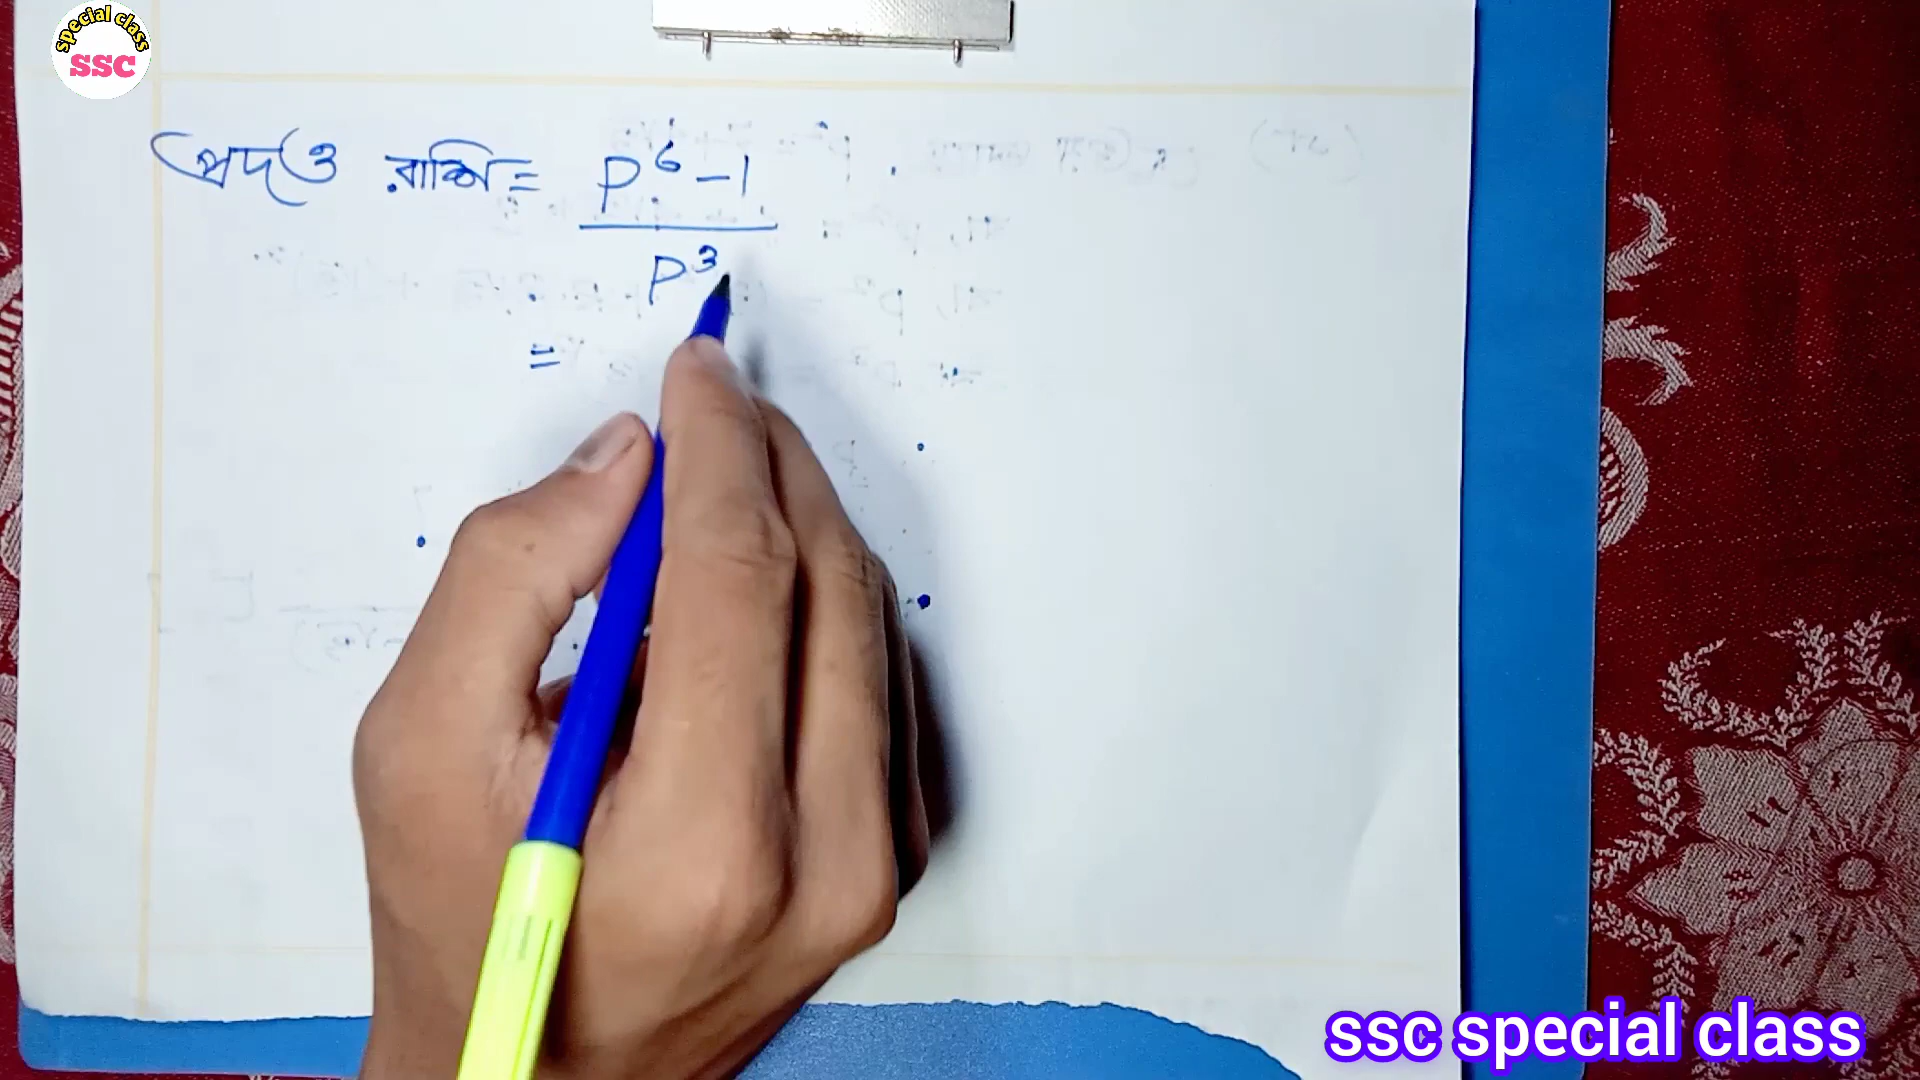 special class
SSC
প্রদত্ত রাশি = P⁶ - 1
P³
=
ssc special class